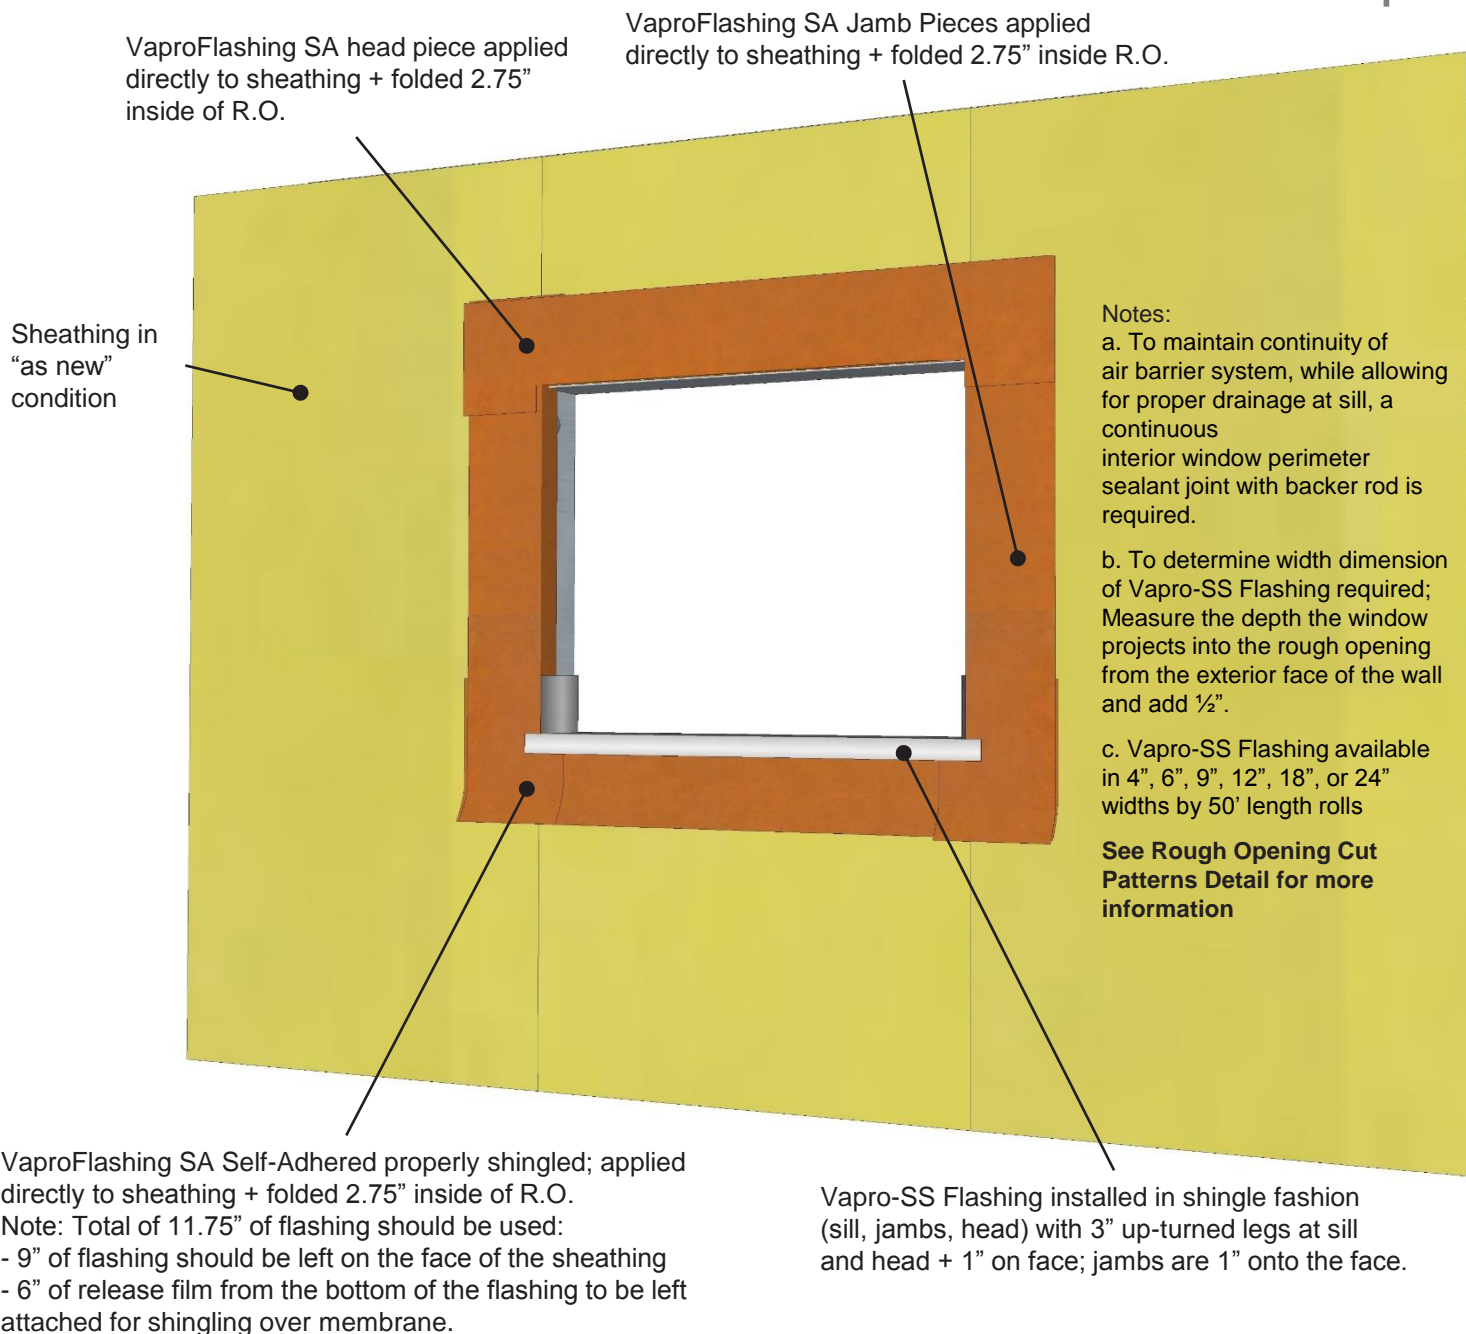 VaproFlashing SA head piece applied
directly to sheathing + folded 2.75”
inside of R.O.
VaproFlashing SA Jamb Pieces applied
directly to sheathing + folded 2.75” inside R.O.
Sheathing in
“as new”
condition
Notes:
a. To maintain continuity of
air barrier system, while allowing
for proper drainage at sill, a
continuous
interior window perimeter
sealant joint with backer rod is
required.
b. To determine width dimension
of Vapro-SS Flashing required;
Measure the depth the window
projects into the rough opening
from the exterior face of the wall
and add ½”.
c. Vapro-SS Flashing available
in 4”, 6”, 9”, 12”, 18”, or 24”
widths by 50’ length rolls
See Rough Opening Cut
Patterns Detail for more
information
VaproFlashing SA Self-Adhered properly shingled; applied
directly to sheathing + folded 2.75” inside of R.O.
Note: Total of 11.75” of flashing should be used:
- 9” of flashing should be left on the face of the sheathing
- 6” of release film from the bottom of the flashing to be left
attached for shingling over membrane.
Vapro-SS Flashing installed in shingle fashion
(sill, jambs, head) with 3” up-turned legs at sill
and head + 1” on face; jambs are 1” onto the face.